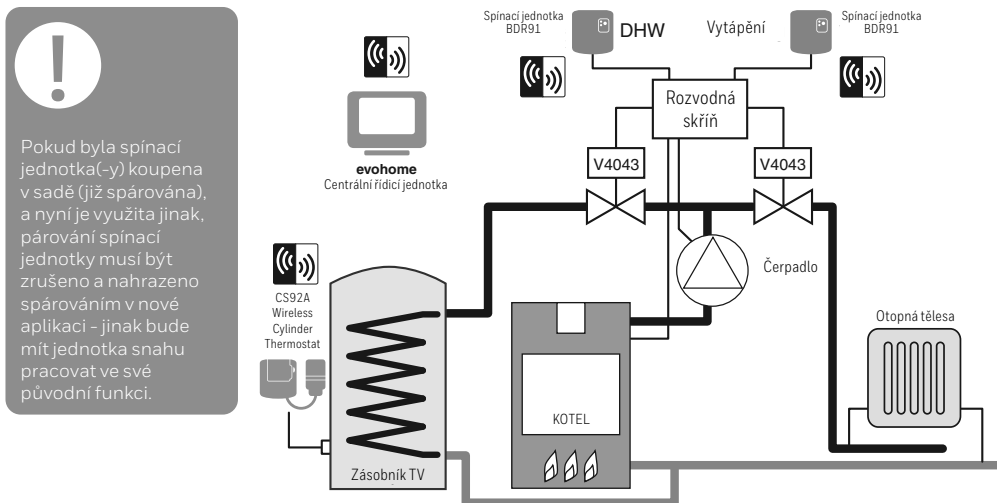 !
Pokud byla spínací
jednotka(-y) koupena
v sadě (již spárována),
a nyní je využita jinak,
párování spínací
jednotky musí být
zrušeno a nahrazeno
spárováním v nové
aplikaci - jinak bude
mít jednotka snahu
pracovat ve své
původní funkci.
evohome
Centrální řídicí jednotka
Spínací jednotka
BDR91
DHW
Vytápění
Spínací jednotka
BDR91
Rozvodná
skříň
V4043
V4043
Čerpadlo
CS92A
Wireless
Cylinder
Thermostat
Zásobník TV
KOTEL
Otopná tělesa